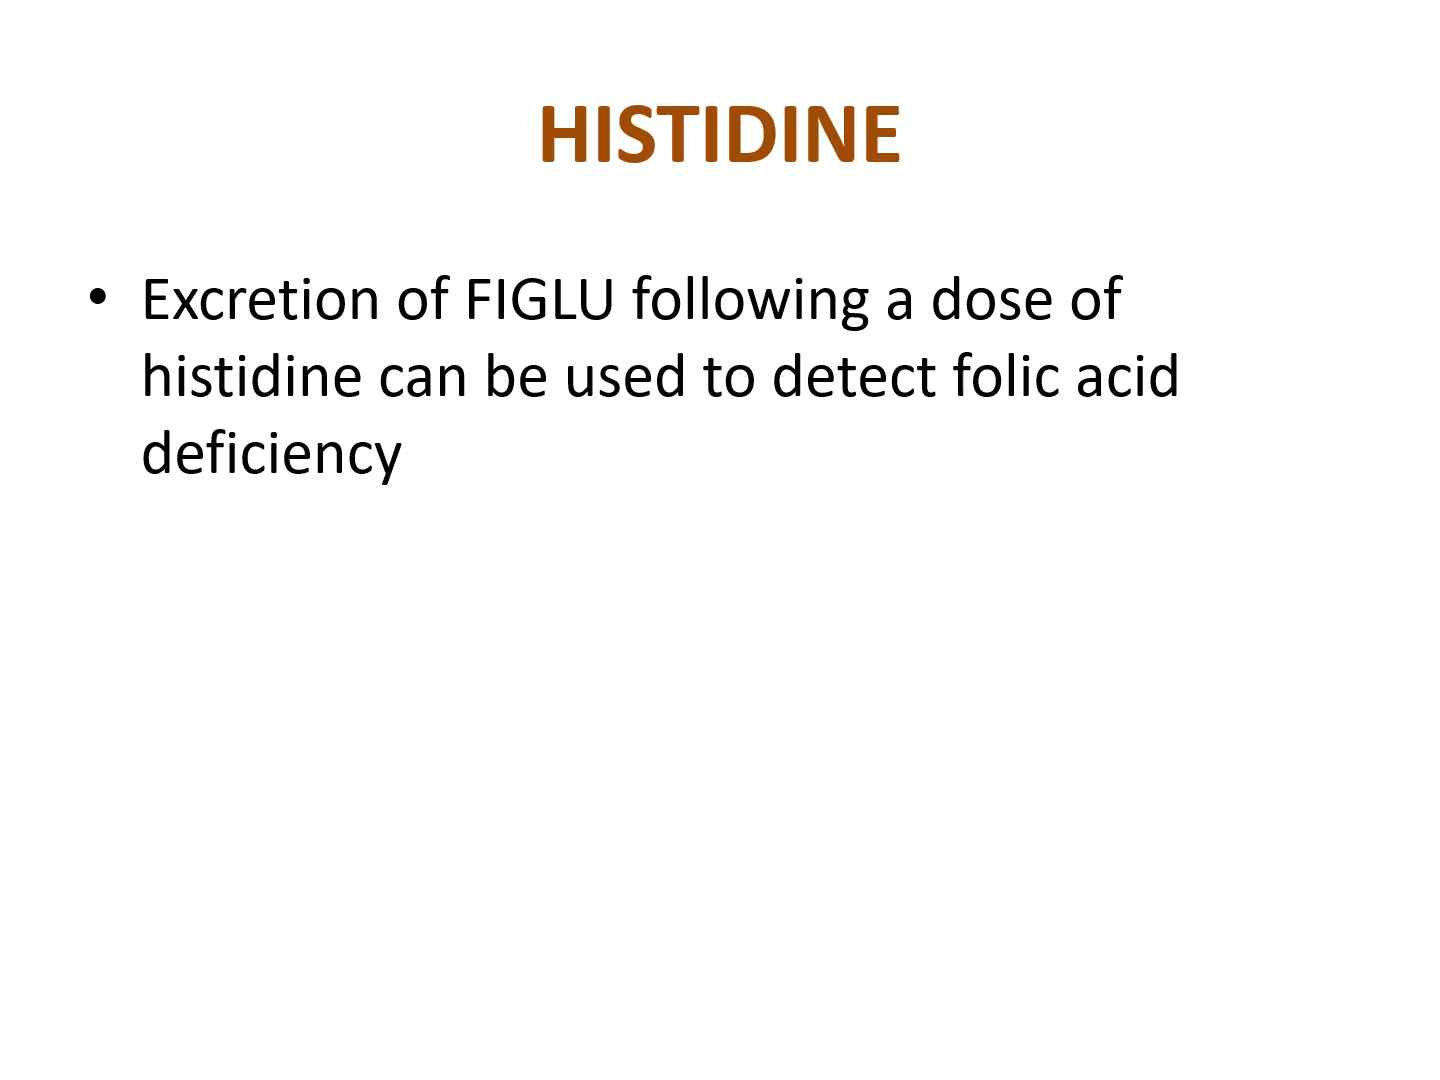 HISTIDINE
• Excretion of FIGLU following a dose of
histidine can be used to detect folic acid
deficiency